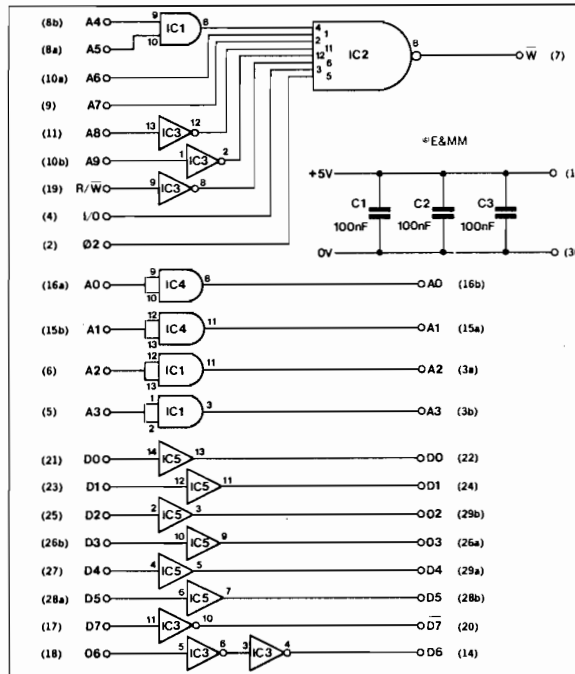 (8b) A4 9 8 4 8 W̅ (7)
IC1 IC2
(8a) A5 10 1
2
(10a) A6 11
12
(9) A7 6
3
(11) A8 13 IC3 12 5
(10b) A9 1 IC3 2
(19) R/W̅ 9 IC3 8
(4) I/O
(2) Ø2
©E&MM
+5V (1
C1 C2 C3
100nF 100nF 100nF
0V (3
(16a) A0 9 10 IC4 8 A0 (16b)
(15b) A1 12 13 IC4 11 A1 (15a)
(6) A2 12 13 IC1 11 A2 (3a)
(5) A3 1 2 IC1 3 A3 (3b)
(21) D0 14 IC5 13 D0 (22)
(23) D1 12 IC5 11 D1 (24)
(25) D2 2 IC5 3 02 (29b)
(26b) D3 10 IC5 9 03 (26a)
(27) D4 4 IC5 5 D4 (29a)
(28a) D5 6 IC5 7 D5 (28b)
(17) D7 11 IC3 10 D̅7̅ (20)
(18) 06 5 IC3 6 3 IC3 4 D6 (14)